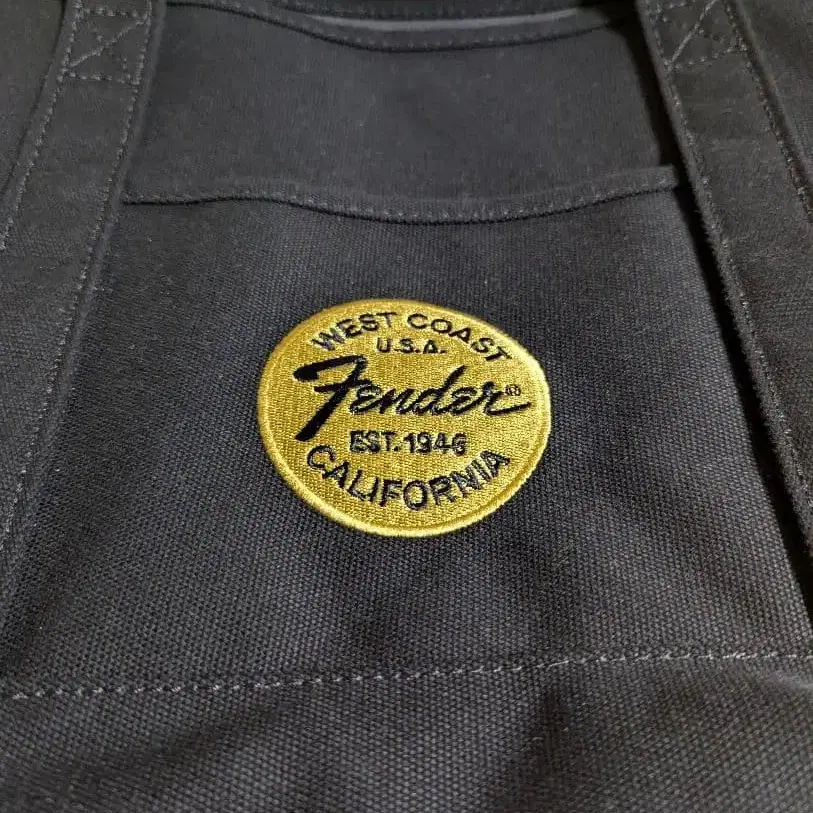 WEST COAST
U.S.A.
Fender®
EST.1946
CALIFORNIA